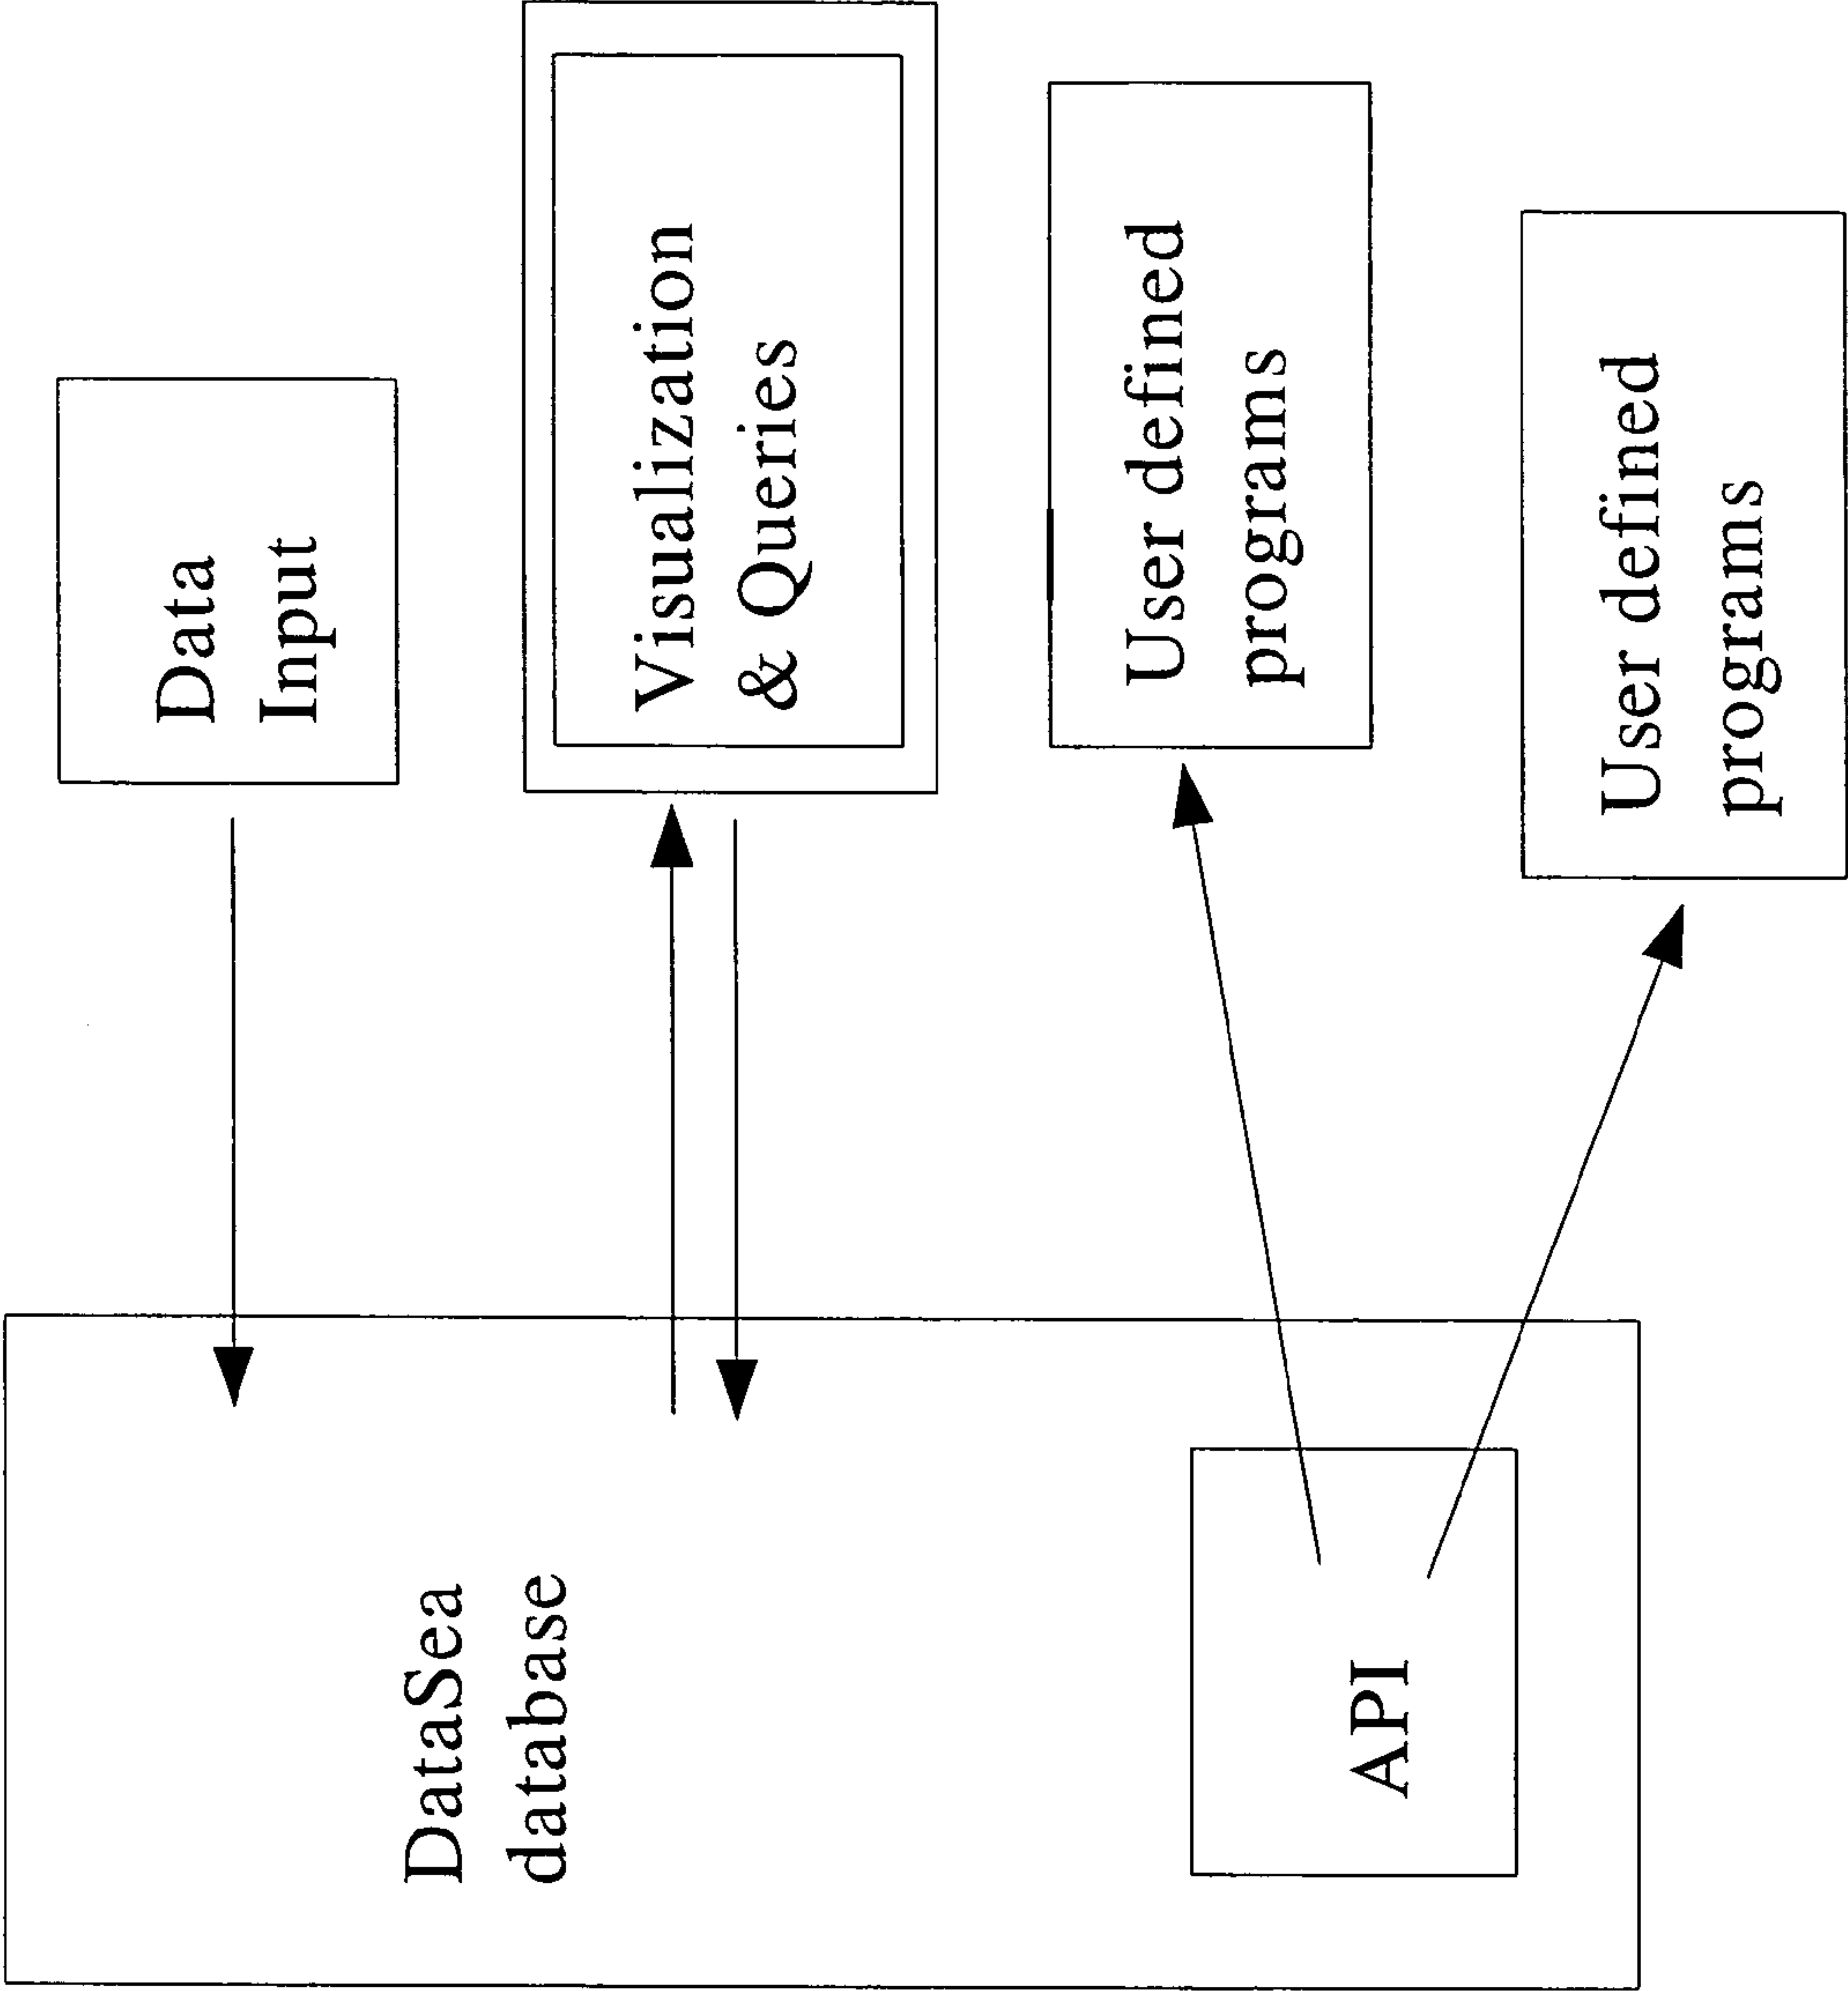 DataSea
database
API
Data
Input
Visualization
& Queries
User defined
programs
User defined
programs